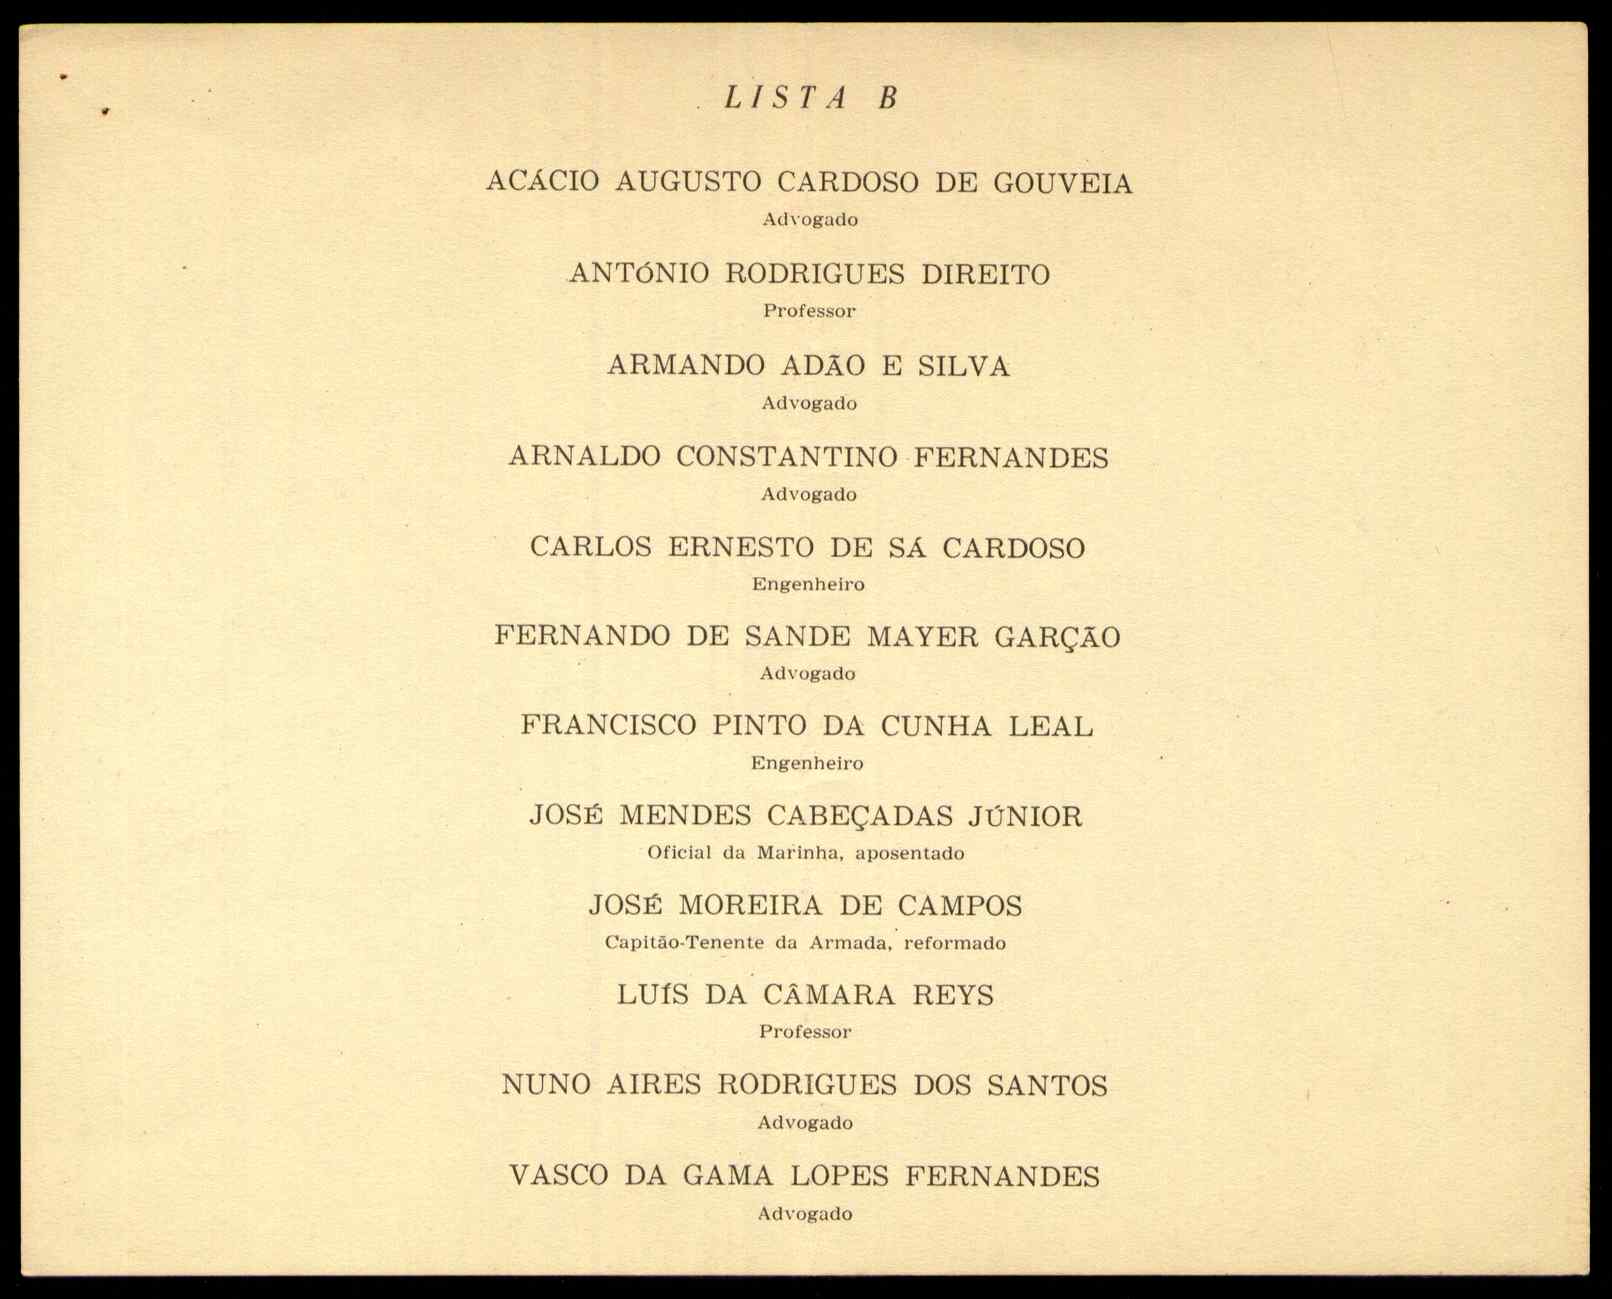 LISTA B
ACÁCIO AUGUSTO CARDOSO DE GOUVEIA
Advogado
ANTÓNIO RODRIGUES DIREITO
Professor
ARMANDO ADÃO E SILVA
Advogado
ARNALDO CONSTANTINO FERNANDES
Advogado
CARLOS ERNESTO DE SÁ CARDOSO
Engenheiro
FERNANDO DE SANDE MAYER GARÇÃO
Advogado
FRANCISCO PINTO DA CUNHA LEAL
Engenheiro
JOSÉ MENDES CABEÇADAS JÚNIOR
Oficial da Marinha, aposentado
JOSÉ MOREIRA DE CAMPOS
Capitão-Tenente da Armada, reformado
LUÍS DA CÂMARA REYS
Professor
NUNO AIRES RODRIGUES DOS SANTOS
Advogado
VASCO DA GAMA LOPES FERNANDES
Advogado